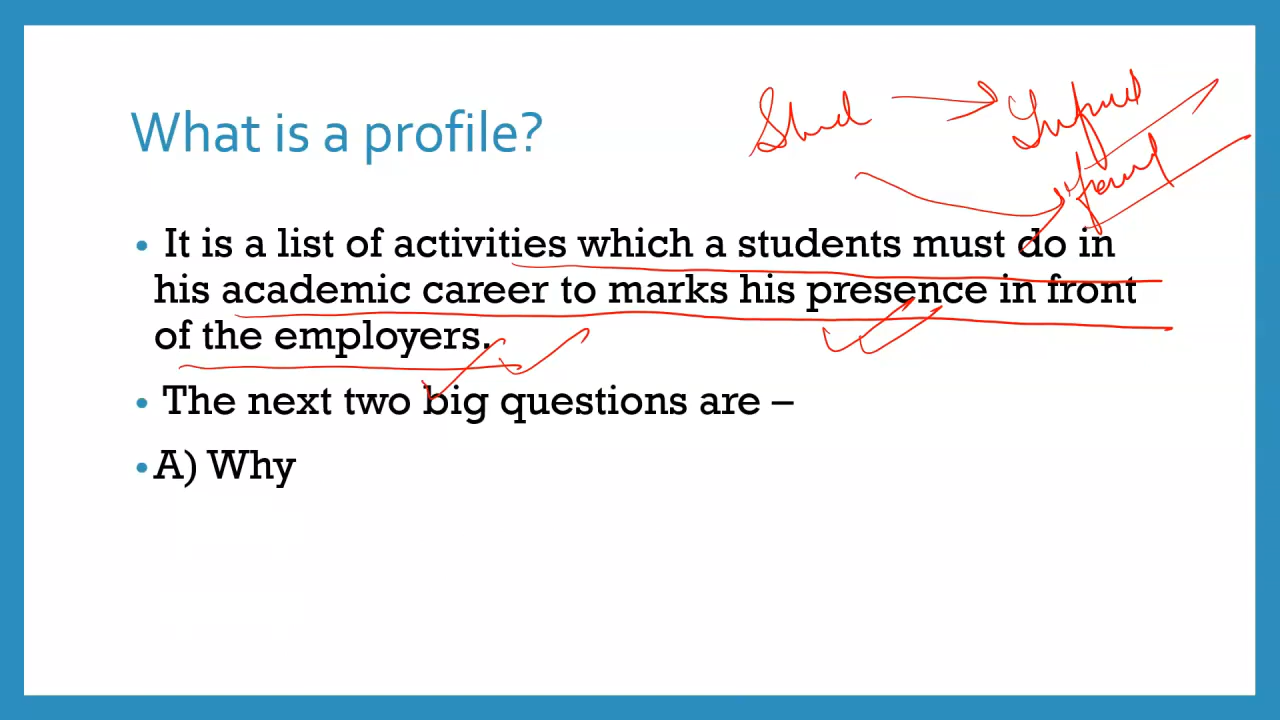 What is a profile?
• It is a list of activities which a students must do in
his academic career to marks his presence in front
of the employers.
• The next two big questions are –
• A) Why